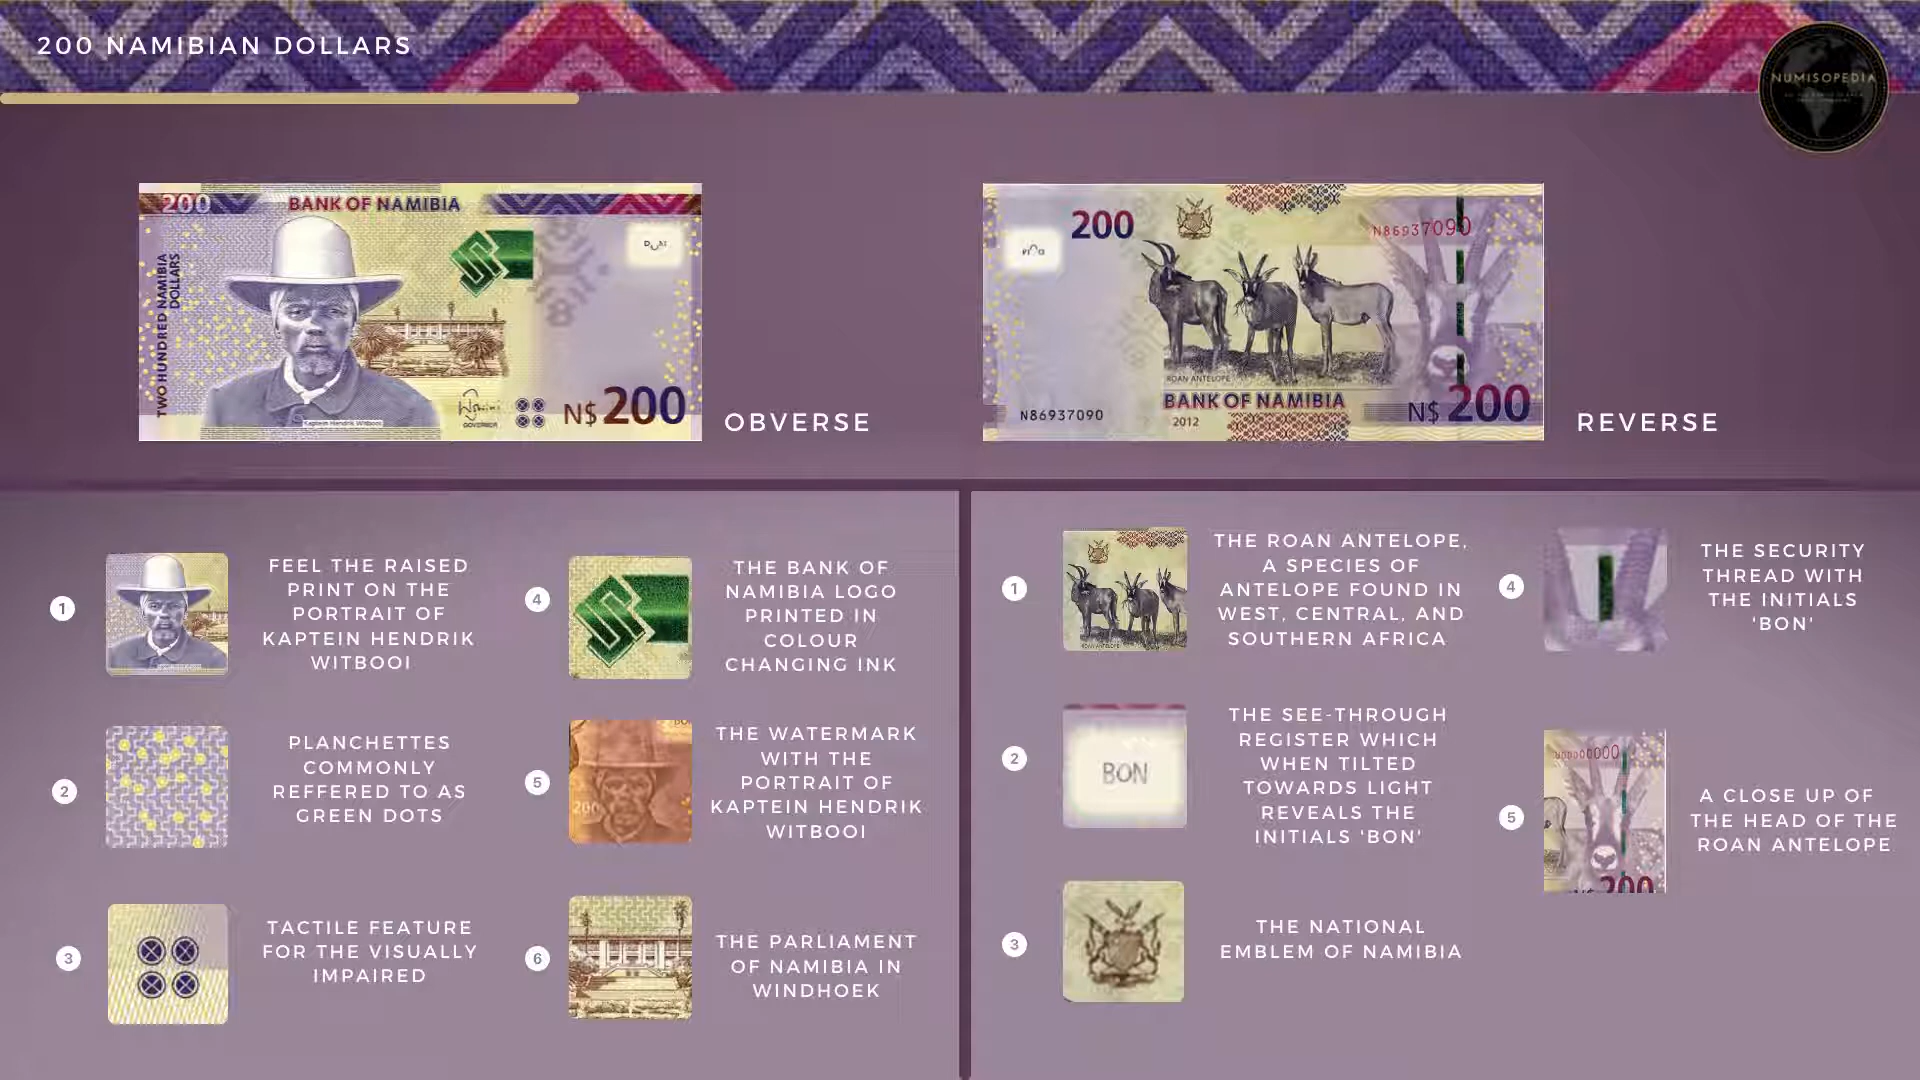 200 NAMIBIAN DOLLARS
NUMISOPEDIA
200
BANK OF NAMIBIA
TWO HUNDRED NAMIBIA
DOLLARS
Kaptein Hendrik Witbooi
GOVERNOR
N$ 200
OBVERSE
200
N86937090
ROAN ANTELOPE
N86937090
BANK OF NAMIBIA
2012
N$ 200
REVERSE
1
FEEL THE RAISED
PRINT ON THE
PORTRAIT OF
KAPTEIN HENDRIK
WITBOOI
2
PLANCHETTES
COMMONLY
REFFERED TO AS
GREEN DOTS
3
TACTILE FEATURE
FOR THE VISUALLY
IMPAIRED
4
THE BANK OF
NAMIBIA LOGO
PRINTED IN
COLOUR
CHANGING INK
5
200
THE WATERMARK
WITH THE
PORTRAIT OF
KAPTEIN HENDRIK
WITBOOI
6
THE PARLIAMENT
OF NAMIBIA IN
WINDHOEK
1
ROAN ANTELOPE
THE ROAN ANTELOPE,
A SPECIES OF
ANTELOPE FOUND IN
WEST, CENTRAL, AND
SOUTHERN AFRICA
2
BON
THE SEE-THROUGH
REGISTER WHICH
WHEN TILTED
TOWARDS LIGHT
REVEALS THE
INITIALS 'BON'
3
THE NATIONAL
EMBLEM OF NAMIBIA
4
THE SECURITY
THREAD WITH
THE INITIALS
'BON'
5
200
A CLOSE UP OF
THE HEAD OF THE
ROAN ANTELOPE